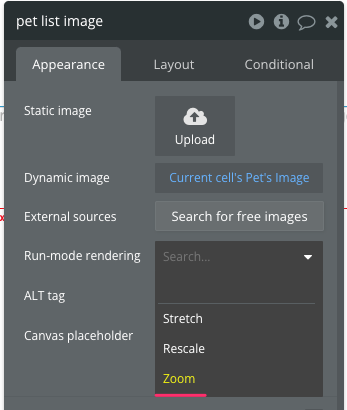 pet list image
Appearance Layout Conditional
Static image
Upload
Dynamic image Current cell's Pet's Image
External sources Search for free images
Run-mode rendering Search...
ALT tag
Stretch
Canvas placeholder
Rescale
Zoom